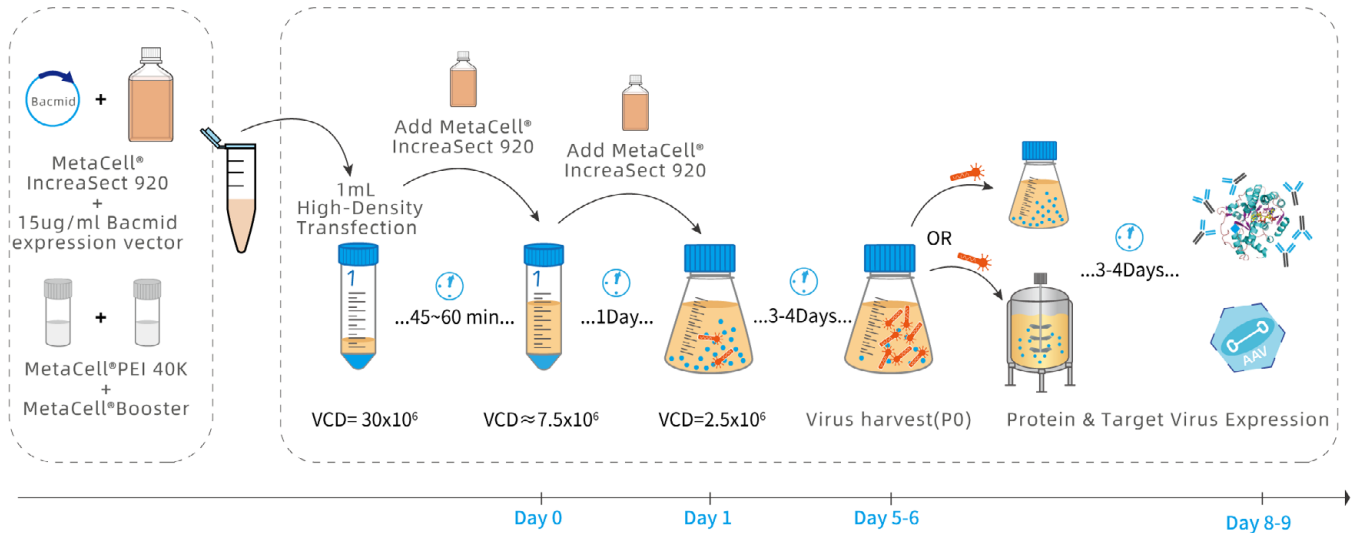 Bacmid
+
MetaCell®
IncreaSect 920
+
15ug/ml Bacmid
expression vector
+
MetaCell®PEI 40K
+
MetaCell®Booster
1mL
High-Density
Transfection
Add MetaCell®
IncreaSect 920
Add MetaCell®
IncreaSect 920
1
...45~60 min...
1
...1Day...
...3-4Days...
OR
...3-4Days...
AAV
VCD= 30x10⁶
VCD≈7.5x10⁶
VCD=2.5x10⁶
Virus harvest(P0)
Protein & Target Virus Expression
Day 0
Day 1
Day 5-6
Day 8-9